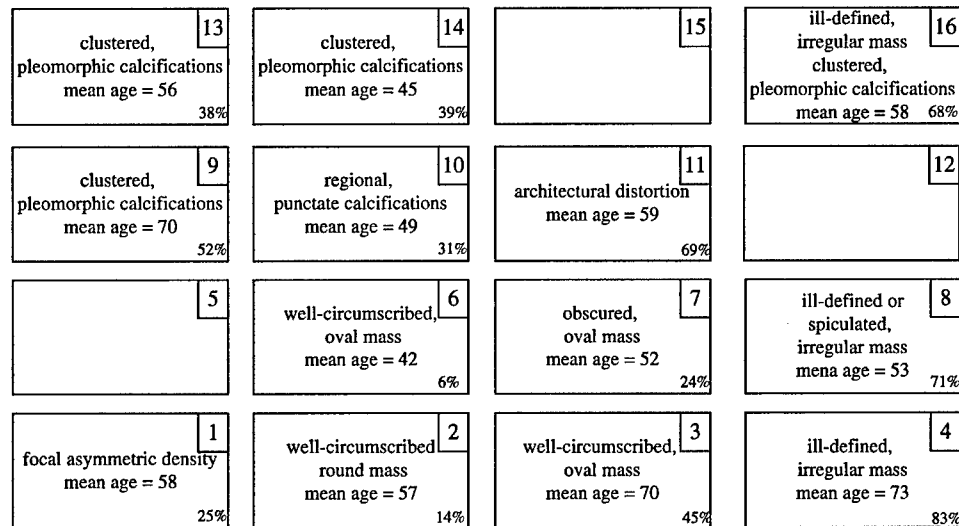 13
clustered,
pleomorphic calcifications
mean age = 56
38%
14
clustered,
pleomorphic calcifications
mean age = 45
39%
15
16
ill-defined,
irregular mass
clustered,
pleomorphic calcifications
mean age = 58 68%
9
clustered,
pleomorphic calcifications
mean age = 70
52%
10
regional,
punctate calcifications
mean age = 49
31%
11
architectural distortion
mean age = 59
69%
12
5
6
well-circumscribed,
oval mass
mean age = 42
6%
7
obscured,
oval mass
mean age = 52
24%
8
ill-defined or
spiculated,
irregular mass
mena age = 53
71%
1
focal asymmetric density
mean age = 58
25%
2
well-circumscribed
round mass
mean age = 57
14%
3
well-circumscribed,
oval mass
mean age = 70
45%
4
ill-defined,
irregular mass
mean age = 73
83%